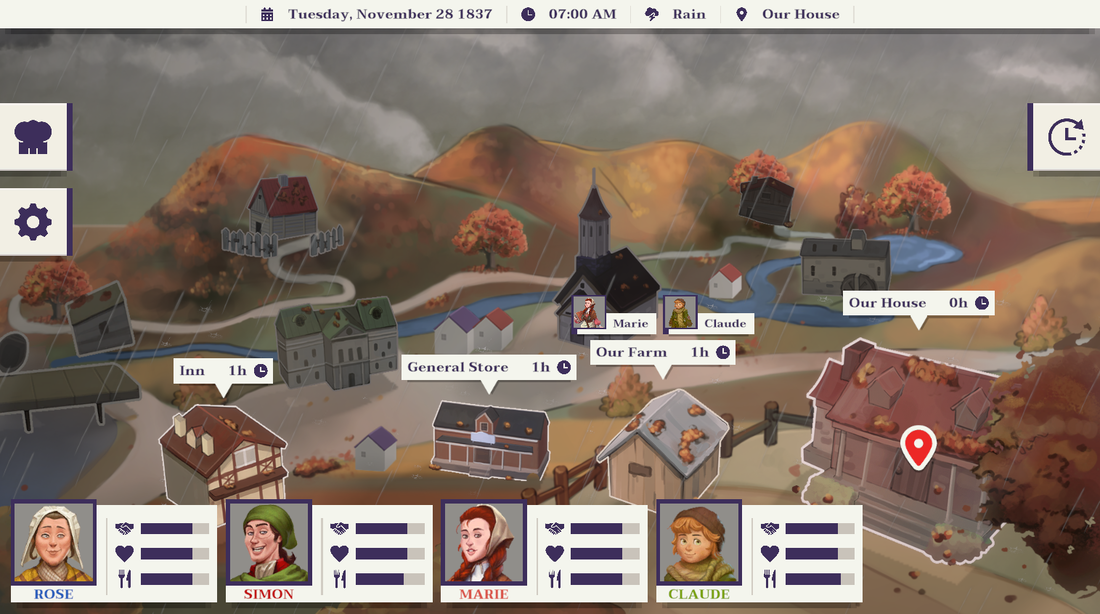 Tuesday, November 28 1837 07:00 AM Rain Our House
Marie Claude
Our House 0h
Our Farm 1h
Inn 1h
General Store 1h
ROSE SIMON MARIE CLAUDE